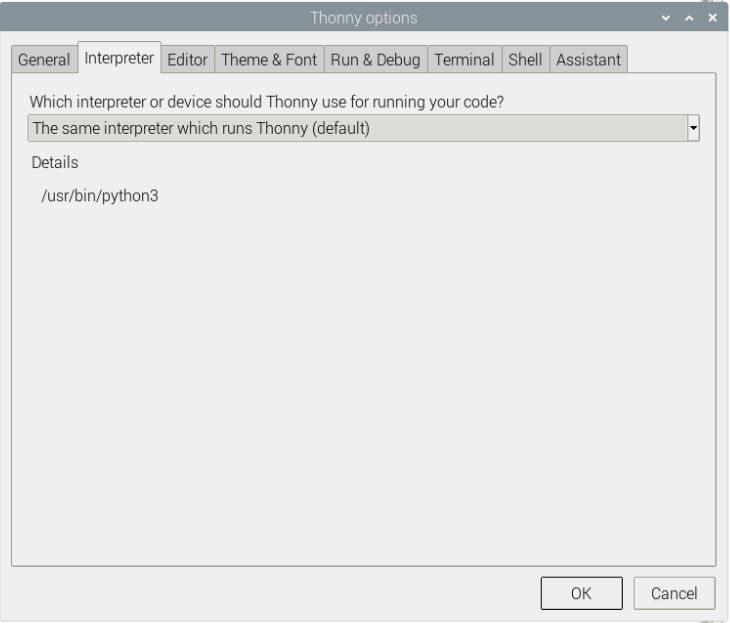 Thonny options
General Interpreter Editor Theme & Font Run & Debug Terminal Shell Assistant
Which interpreter or device should Thonny use for running your code?
The same interpreter which runs Thonny (default)
Details
/usr/bin/python3
OK Cancel